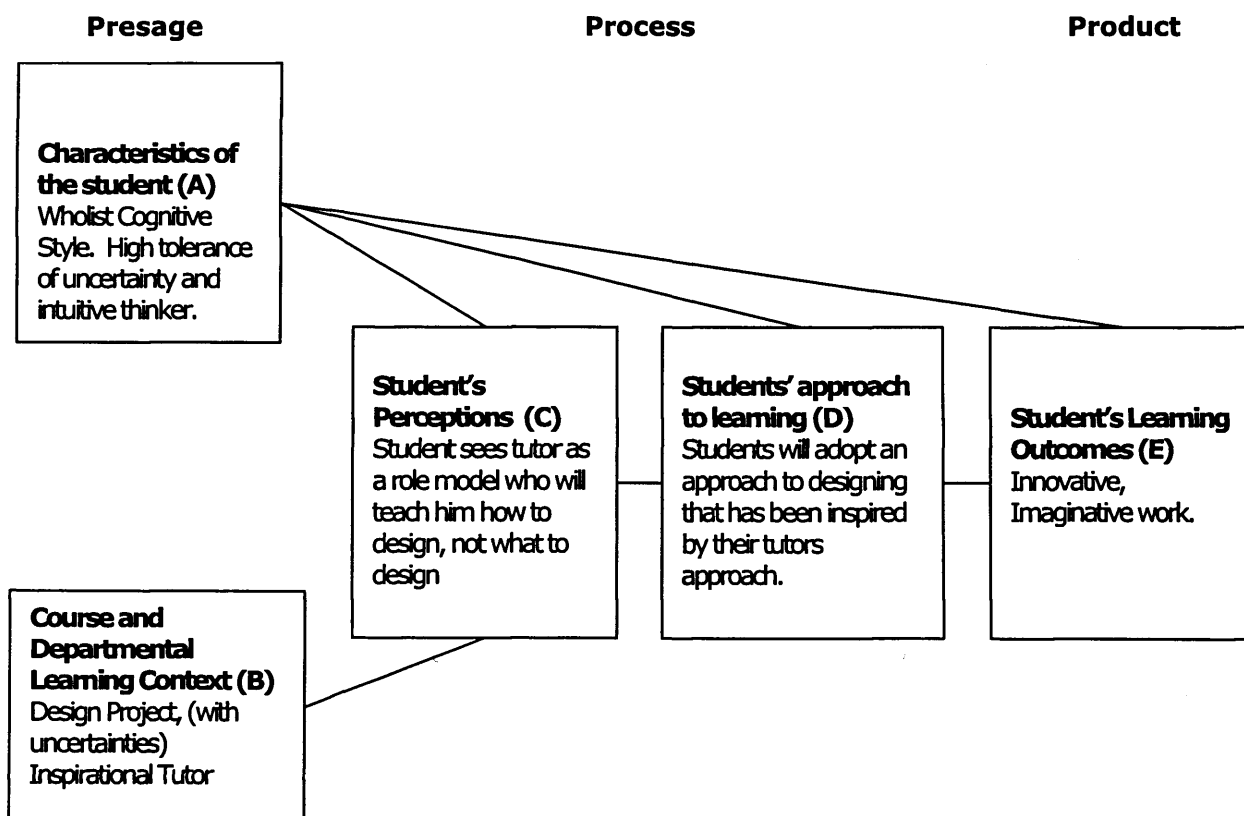 Presage
Process
Product
Characteristics of
the student (A)
Wholist Cognitive
Style. High tolerance
of uncertainty and
intuitive thinker.
Student's
Perceptions (C)
Student sees tutor as
a role model who will
teach him how to
design, not what to
design
Students' approach
to learning (D)
Students will adopt an
approach to designing
that has been inspired
by their tutors
approach.
Student's Learning
Outcomes (E)
Innovative,
Imaginative work.
Course and
Departmental
Learning Context (B)
Design Project, (with
uncertainties)
Inspirational Tutor